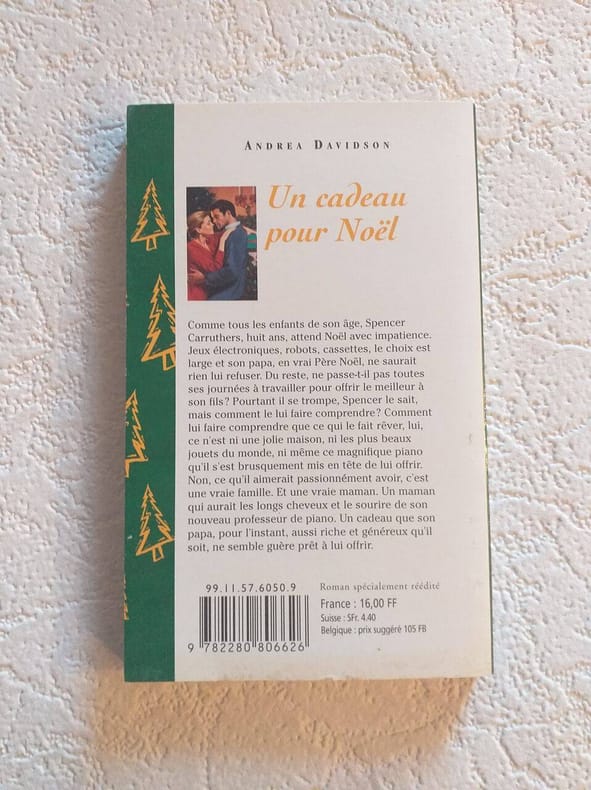 ANDREA DAVIDSON
Un cadeau
pour Noël
Comme tous les enfants de son âge, Spencer
Carruthers, huit ans, attend Noël avec impatience.
Jeux électroniques, robots, cassettes, le choix est
large et son papa, en vrai Père Noël, ne saurait
rien lui refuser. Du reste, ne passe-t-il pas toutes
ses journées à travailler pour offrir le meilleur à
son fils ? Pourtant il se trompe, Spencer le sait,
mais comment le lui faire comprendre ? Comment
lui faire comprendre que ce qui le fait rêver, lui,
ce n'est ni une jolie maison, ni les plus beaux
jouets du monde, ni même ce magnifique piano
qu'il s'est brusquement mis en tête de lui offrir.
Non, ce qu'il aimerait passionnément avoir, c'est
une vraie famille. Et une vraie maman. Un maman
qui aurait les longs cheveux et le sourire de son
nouveau professeur de piano. Un cadeau que son
papa, pour l'instant, aussi riche et généreux qu'il
soit, ne semble guère prêt à lui offrir.
99.11.57.6050.9
Roman spécialement réédité
France : 16,00 FF
Suisse : SFr. 4.40
Belgique : prix suggéré 105 FB
9 782280 806626